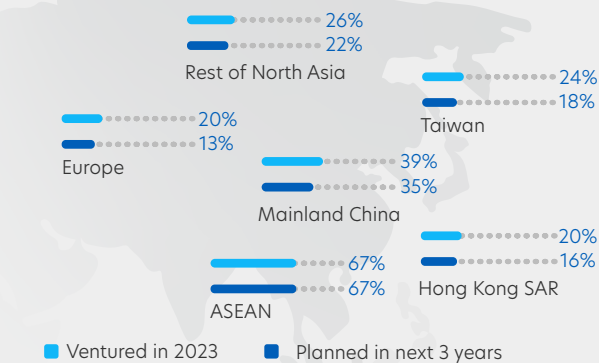 26%
22%
Rest of North Asia
24%
18%
Taiwan
20%
13%
Europe
39%
35%
Mainland China
20%
16%
Hong Kong SAR
67%
67%
ASEAN
Ventured in 2023
Planned in next 3 years